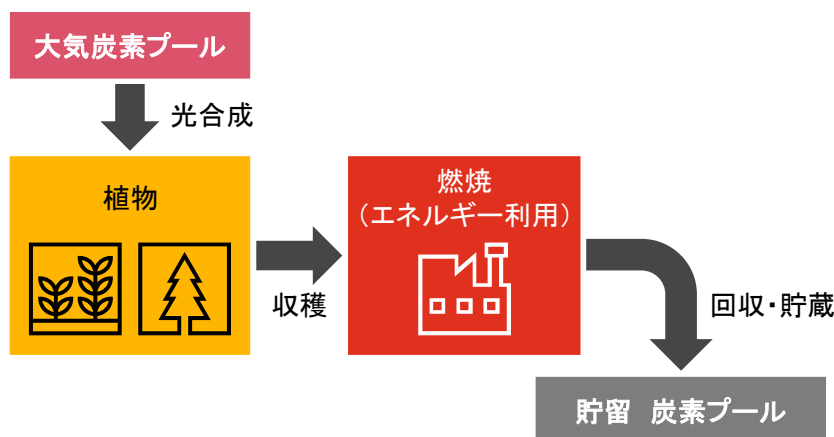 大気炭素プール
光合成
植物
燃焼
（エネルギー利用）
収穫
回収・貯蔵
貯留　炭素プール